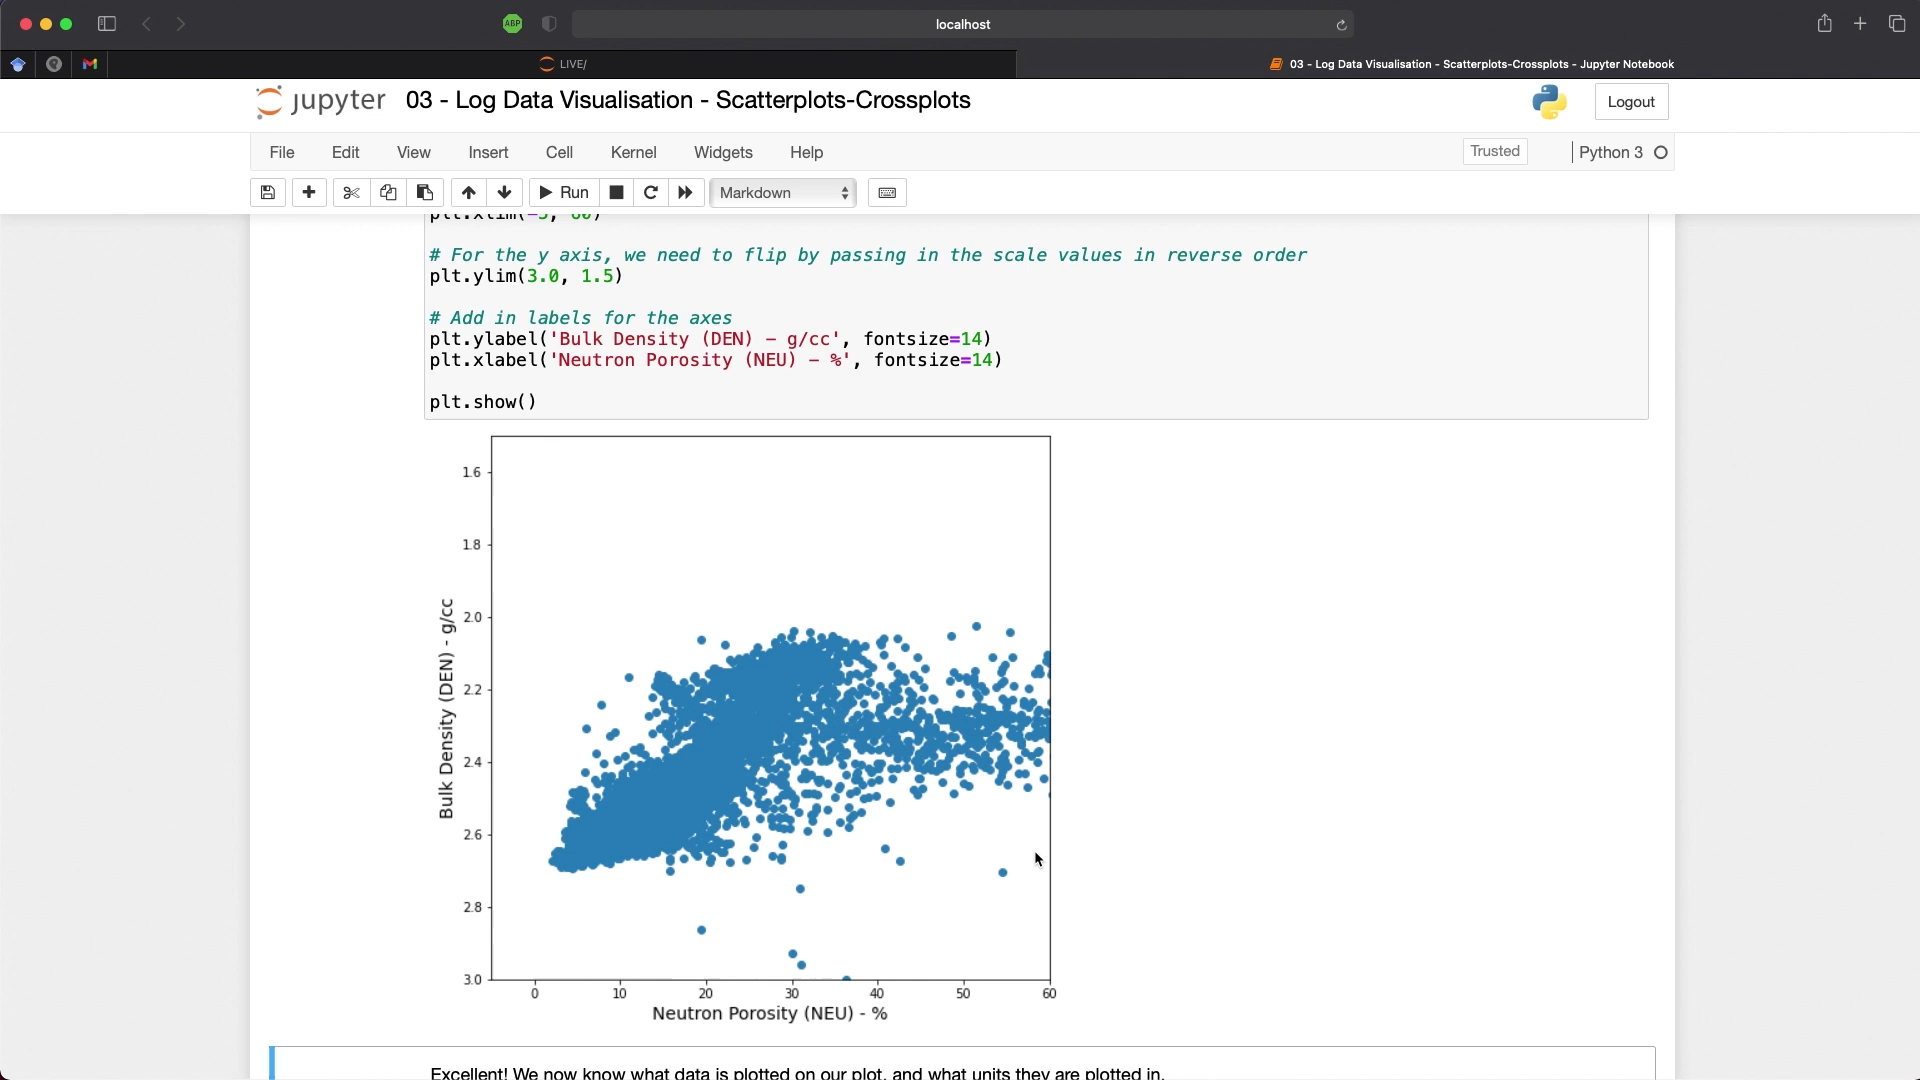 localhost
ABP
LIVE/
03 - Log Data Visualisation - Scatterplots-Crossplots - Jupyter Notebook
jupyter 03 - Log Data Visualisation - Scatterplots-Crossplots
Logout
File Edit View Insert Cell Kernel Widgets Help
Trusted
Python 3
Run
Markdown
plt.xlim(-5, 60)
# For the y axis, we need to flip by passing in the scale values in reverse order
plt.ylim(3.0, 1.5)
# Add in labels for the axes
plt.ylabel('Bulk Density (DEN) - g/cc', fontsize=14)
plt.xlabel('Neutron Porosity (NEU) - %', fontsize=14)
plt.show()
1.6
1.8
2.0
2.2
2.4
2.6
2.8
3.0
Bulk Density (DEN) - g/cc
0 10 20 30 40 50 60
Neutron Porosity (NEU) - %
Excellent! We now know what data is plotted on our plot, and what units they are plotted in.